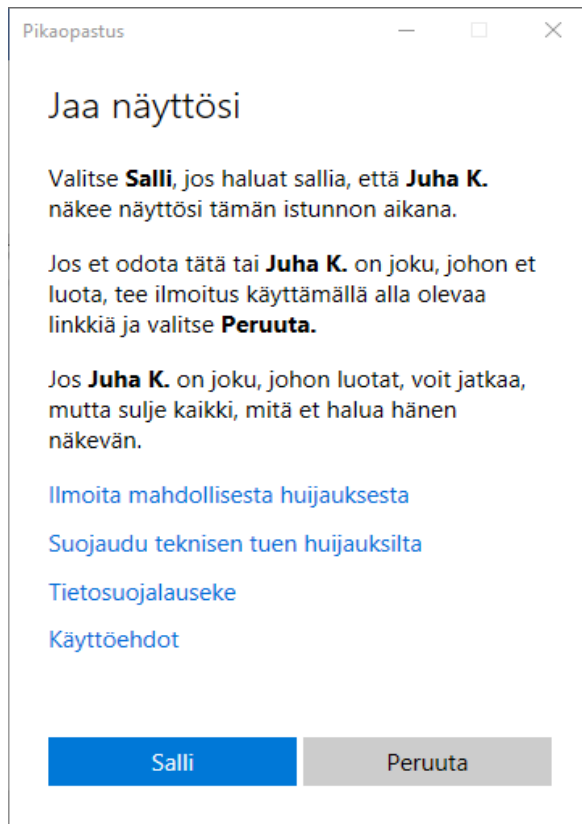 Pikaopastus
Jaa näyttösi
Valitse Salli, jos haluat sallia, että Juha K.
näkee näyttösi tämän istunnon aikana.
Jos et odota tätä tai Juha K. on joku, johon et
luota, tee ilmoitus käyttämällä alla olevaa
linkkiä ja valitse Peruuta.
Jos Juha K. on joku, johon luotat, voit jatkaa,
mutta sulje kaikki, mitä et halua hänen
näkevän.
Ilmoita mahdollisesta huijauksesta
Suojaudu teknisen tuen huijauksilta
Tietosuojalauseke
Käyttöehdot
Salli Peruuta